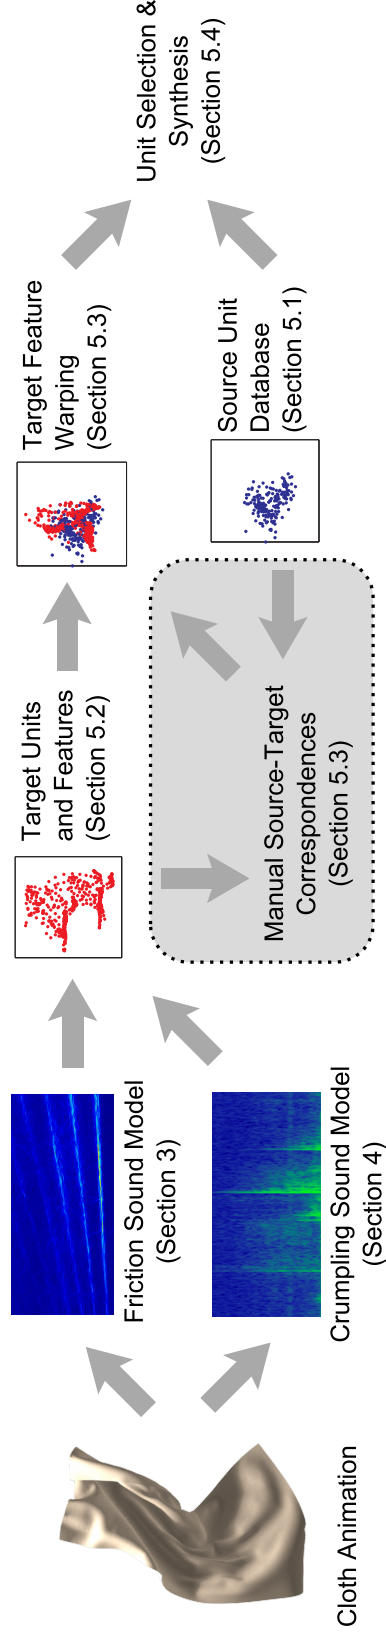 Cloth Animation
Friction Sound Model
(Section 3)
Crumpling Sound Model
(Section 4)
Target Units
and Features
(Section 5.2)
Manual Source-Target
Correspondences
(Section 5.3)
Target Feature
Warping
(Section 5.3)
Source Unit
Database
(Section 5.1)
Unit Selection &
Synthesis
(Section 5.4)